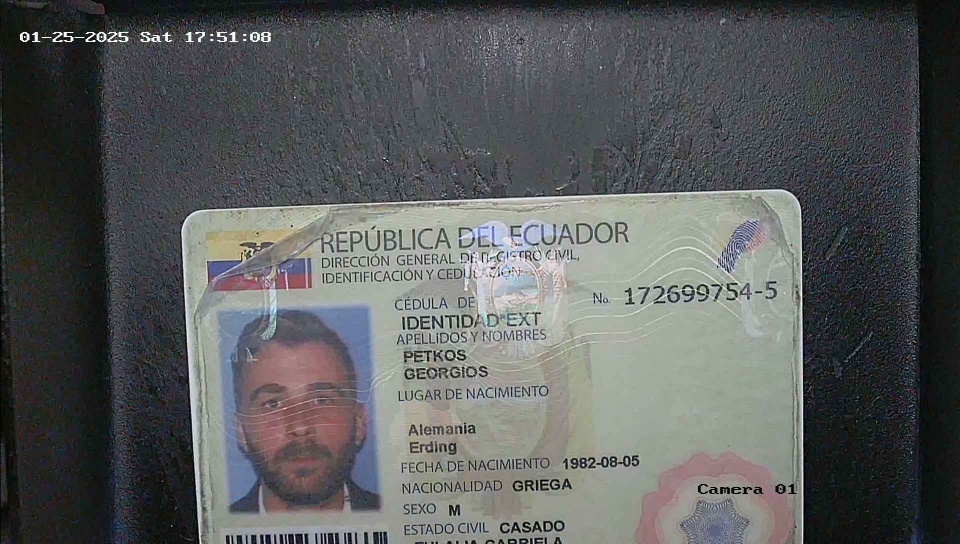 01-25-2025 Sat 17:51:08
REPÚBLICA DEL ECUADOR
DIRECCIÓN GENERAL DE REGISTRO CIVIL,
IDENTIFICACIÓN Y CEDULACIÓN
CÉDULA DE
No. 172699754-5
IDENTIDAD*EXT
APELLIDOS Y NOMBRES
PETKOS
GEORGIOS
LUGAR DE NACIMIENTO
Alemania
Erding
FECHA DE NACIMIENTO 1982-08-05
NACIONALIDAD GRIEGA
Camera 01
SEXO M
ESTADO CIVIL CASADO
EULALIA GABRIELA